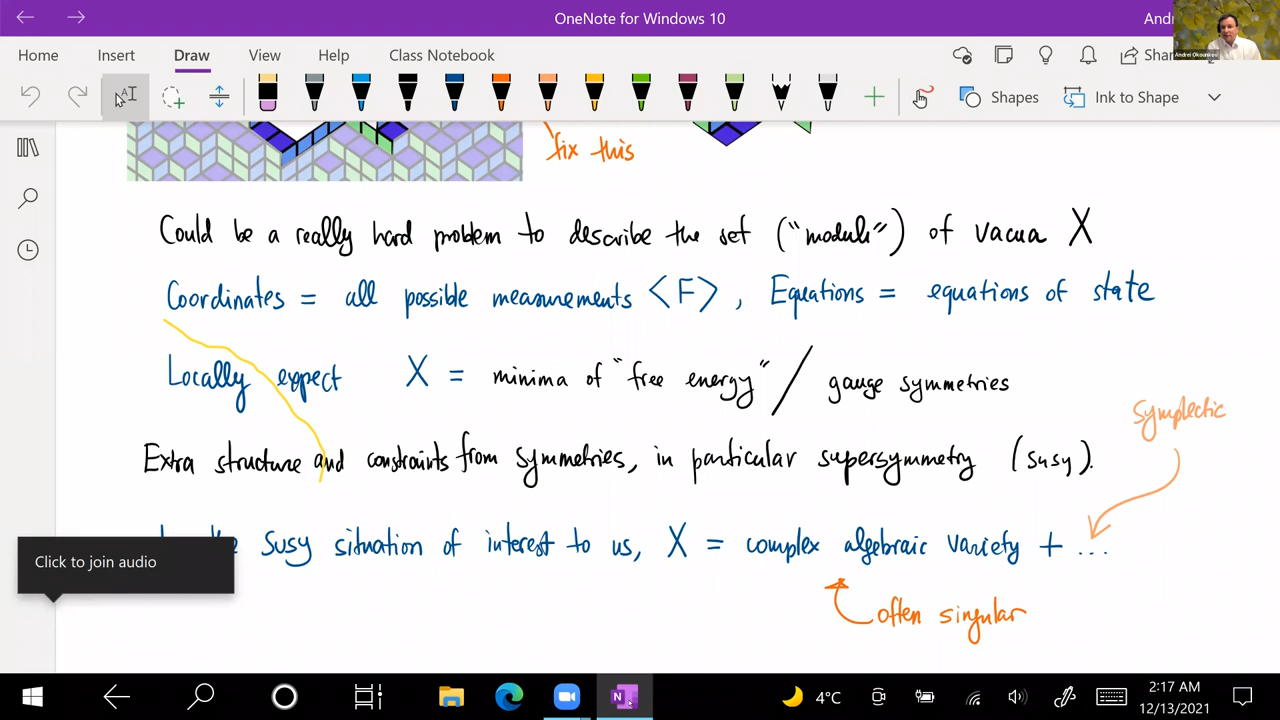 OneNote for Windows 10
Andr
Andrei Okounkov
Home Insert Draw View Help Class Notebook
Shar
Shapes
Ink to Shape
fix this
Could be a really hard problem to describe the set ("moduli") of vacua X
Coordinates = all possible measurements <F>, Equations = equations of state
Locally expect X = minima of "free energy" / gauge symmetries
symplectic
Extra structure and constraints from symmetries, in particular supersymmetry (susy).
Susy situation of interest to us, X = complex algebraic variety + ...
Click to join audio
often singular
4°C
2:17 AM
12/13/2021